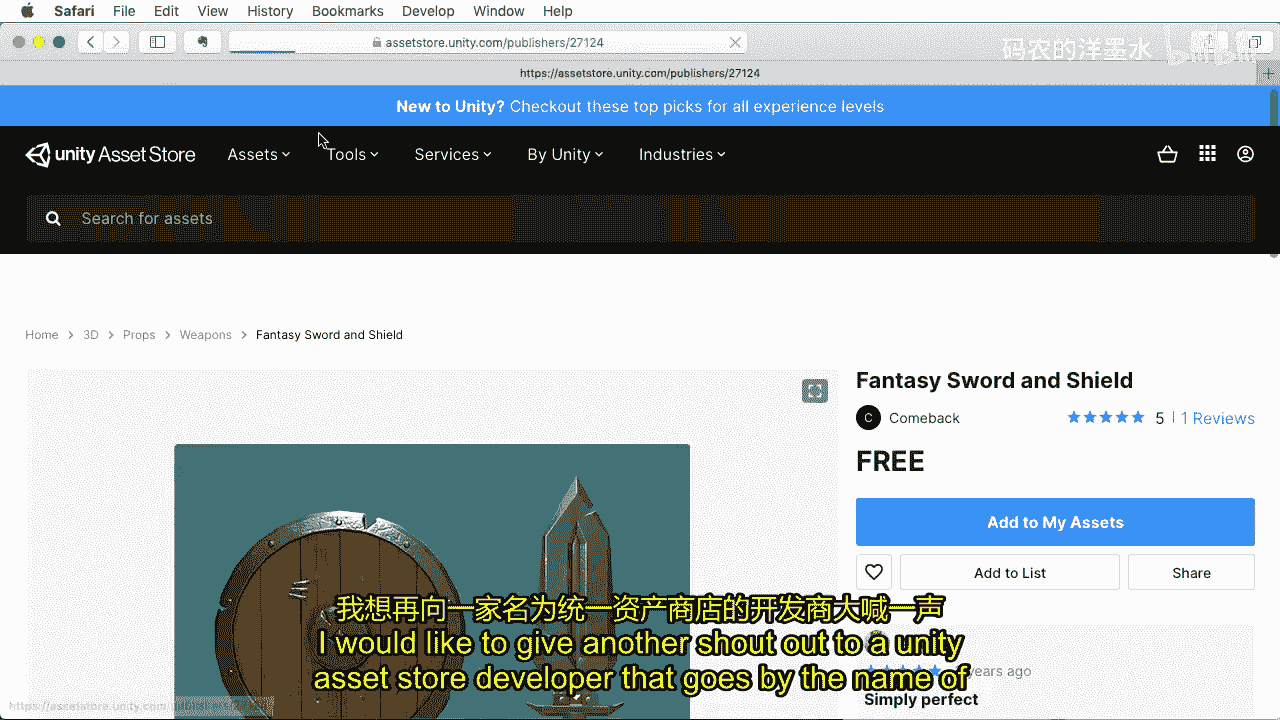 Safari File Edit View History Bookmarks Develop Window Help
assetstore.unity.com/publishers/27124
码农的洋墨水
https://assetstore.unity.com/publishers/27124
New to Unity? Checkout these top picks for all experience levels
unity Asset Store Assets Tools Services By Unity Industries
Search for assets
Home > 3D > Props > Weapons > Fantasy Sword and Shield
Fantasy Sword and Shield
C Comeback 5 | 1 Reviews
FREE
Add to My Assets
Add to List Share
我想再向一家名为统一资产商店的开发商大喊一声
I would like to give another shout out to a unity
asset store developer that goes by the name of
years ago
Simply perfect
https://assetstore.unity.com/